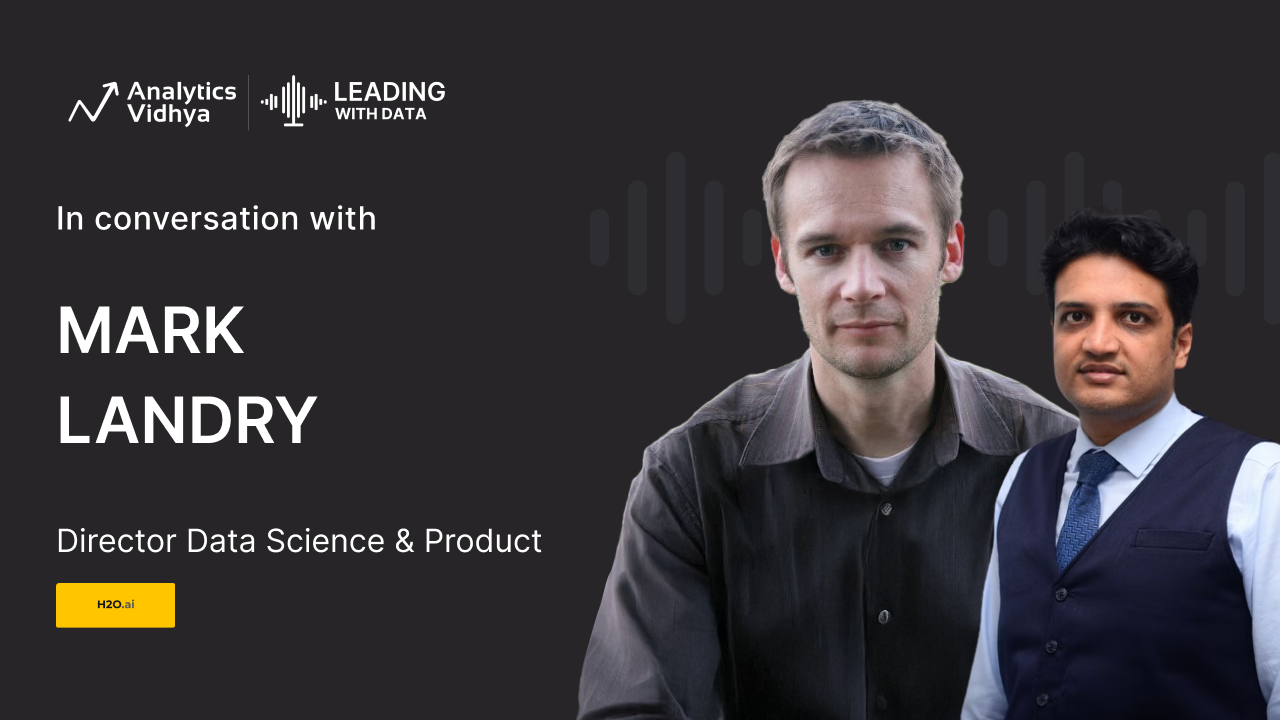 Analytics
Vidhya
LEADING
WITH DATA
In conversation with
MARK
LANDRY
Director Data Science & Product
H2O.ai